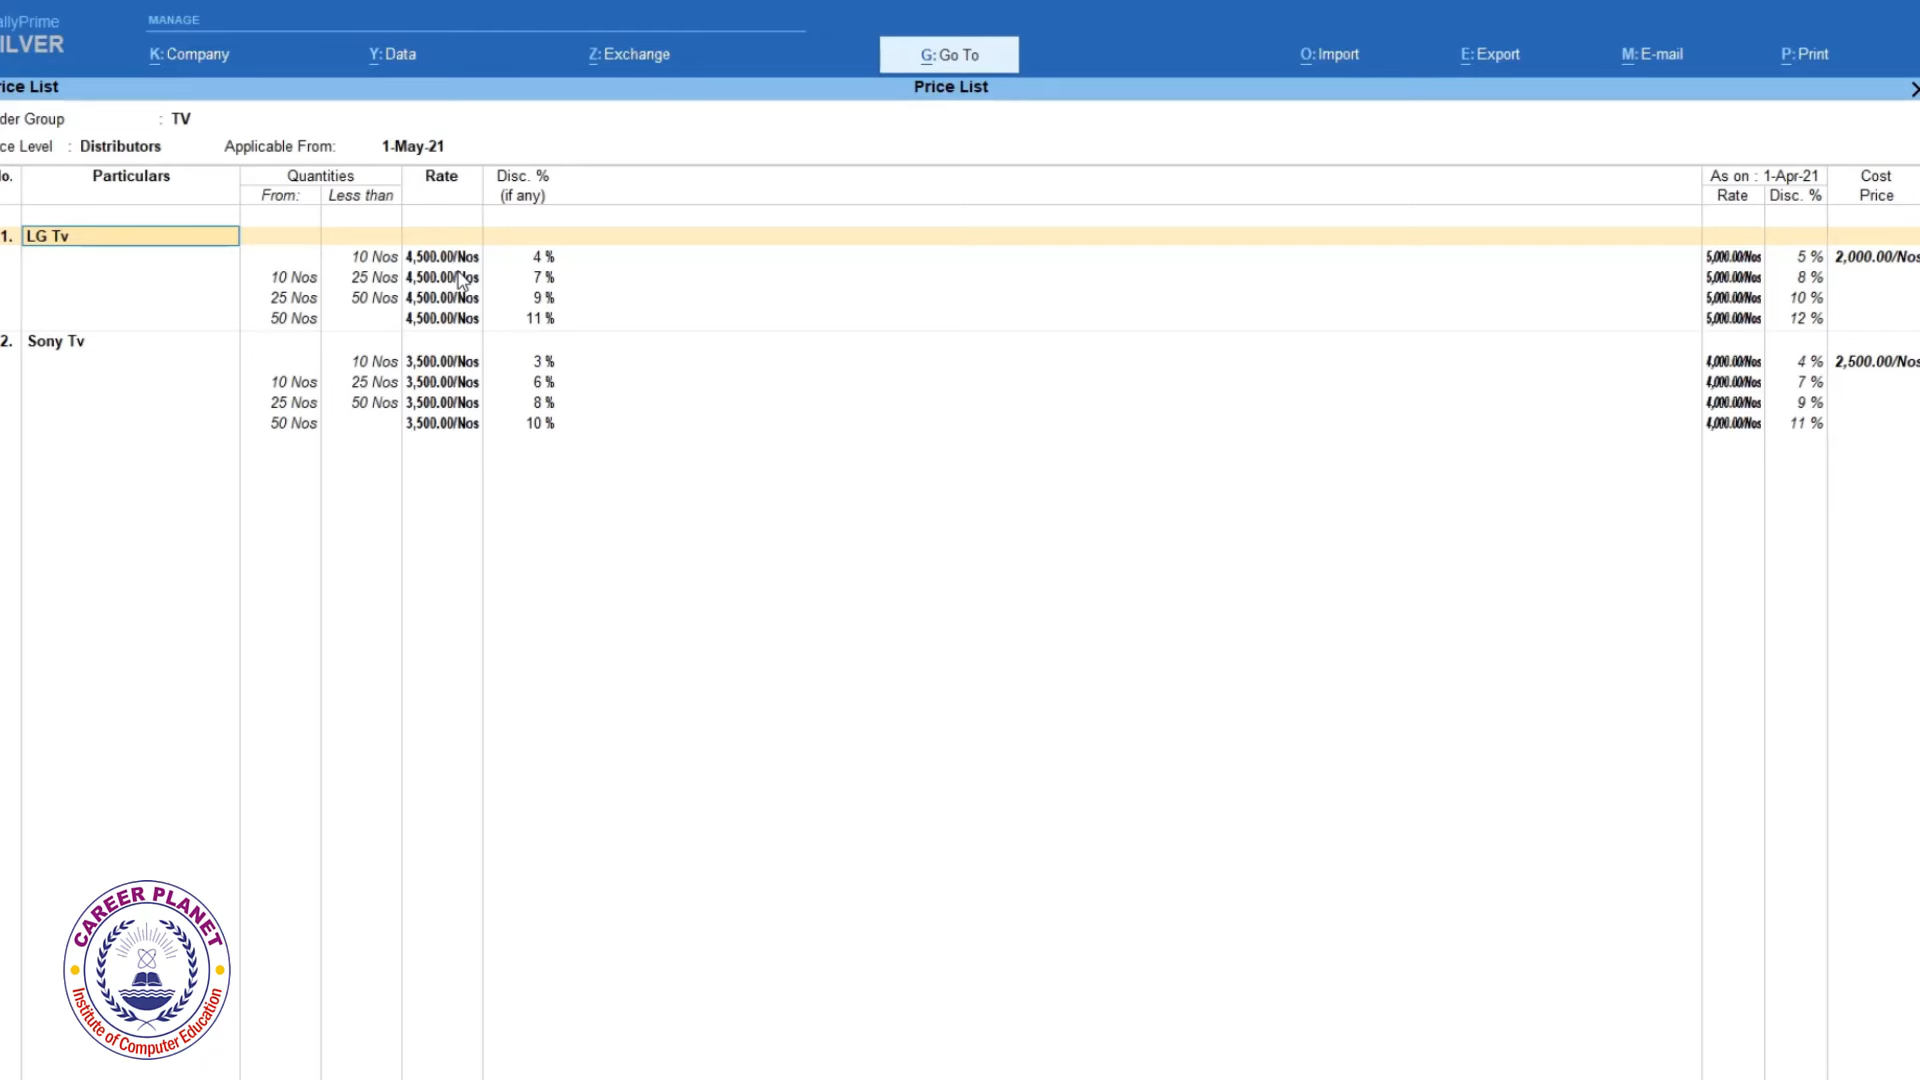 allyPrime
ILVER
MANAGE
K: Company
Y: Data
Z: Exchange
G: Go To
O: Import
E: Export
M: E-mail
P: Print
rice List
Price List
der Group : TV
ce Level : Distributors Applicable From: 1-May-21
lo. Particulars Quantities Rate Disc. % As on : 1-Apr-21 Cost
From: Less than (if any) Rate Disc. % Price
1. LG Tv
10 Nos 4,500.00/Nos 4 % 5,000.00/Nos 5 % 2,000.00/Nos
10 Nos 25 Nos 4,500.00/Nos 7 % 5,000.00/Nos 8 %
25 Nos 50 Nos 4,500.00/Nos 9 % 5,000.00/Nos 10 %
50 Nos 4,500.00/Nos 11 % 5,000.00/Nos 12 %
2. Sony Tv
10 Nos 3,500.00/Nos 3 % 4,000.00/Nos 4 % 2,500.00/Nos
10 Nos 25 Nos 3,500.00/Nos 6 % 4,000.00/Nos 7 %
25 Nos 50 Nos 3,500.00/Nos 8 % 4,000.00/Nos 9 %
50 Nos 3,500.00/Nos 10 % 4,000.00/Nos 11 %
CAREER PLANET
Institute of Computer Education